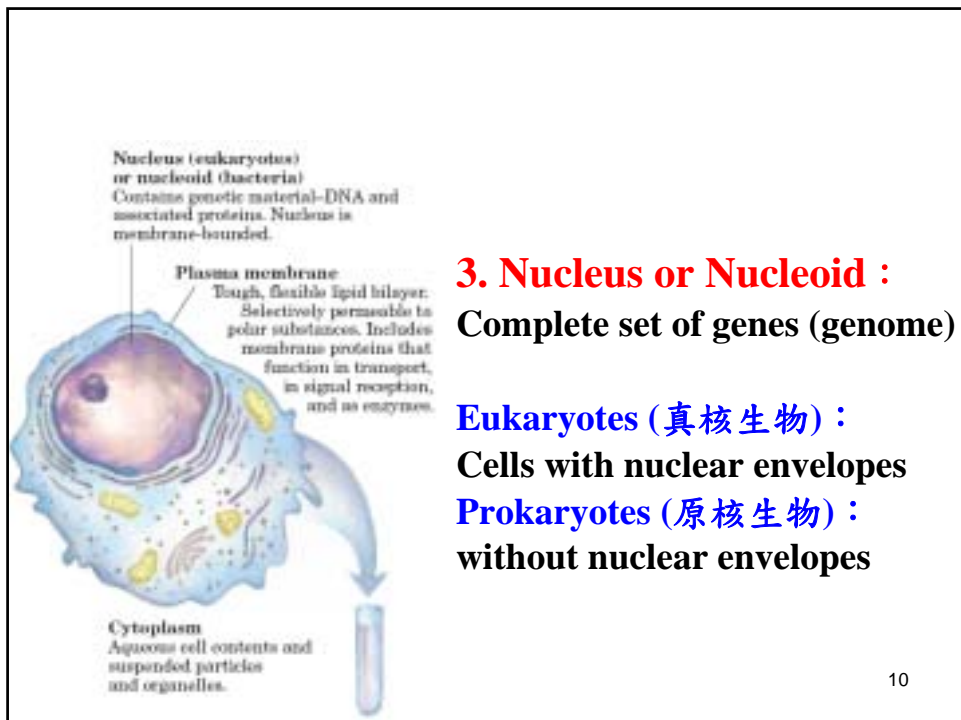 Nucleus (eukaryotes)
or nucleoid (bacteria)
Contains genetic material–DNA and
associated proteins. Nucleus is
membrane-bounded.
Plasma membrane
Tough, flexible lipid bilayer.
Selectively permeable to
polar substances. Includes
membrane proteins that
function in transport,
in signal reception,
and as enzymes.
3. Nucleus or Nucleoid：
Complete set of genes (genome)
Eukaryotes (真核生物)：
Cells with nuclear envelopes
Prokaryotes (原核生物)：
without nuclear envelopes
Cytoplasm
Aqueous cell contents and
suspended particles
and organelles.
10